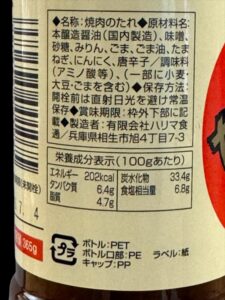 ●名称:焼肉のたれ●原材料名:
本醸造醤油(国内製造)、味噌、
砂糖、みりん、ごま、ごま油、たま
ねぎ、にんにく、唐辛子/調味料
(アミノ酸等)、(一部に小麦・
大豆・ごまを含む)●保存方法:
開栓前は直射日光を避け常温
保存●賞味期限:枠外下部に記
載●製造者:有限会社ハリマ食
品/兵庫県相生市旭4丁目7-3
栄養成分表示(100gあたり)
エネルギー 202kcal 炭水化物 33.4g
タンパク質 6.4g 食塩相当量 6.8g
脂質 4.7g
7. 4
365g
プラ
ボトル:PET
ボトル口部:PE ラベル:紙
キャップ:PP